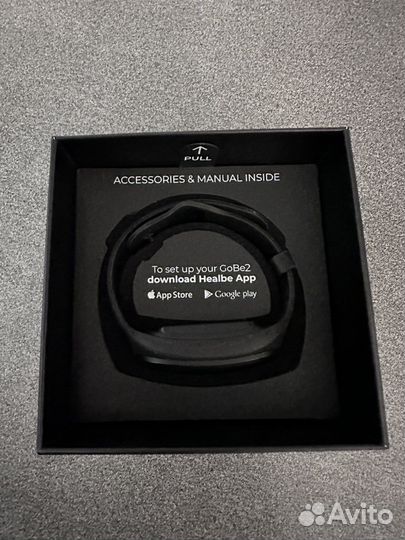 PULL
ACCESSORIES & MANUAL INSIDE
To set up your GoBe2
download Healbe App
App Store Google play
Avito